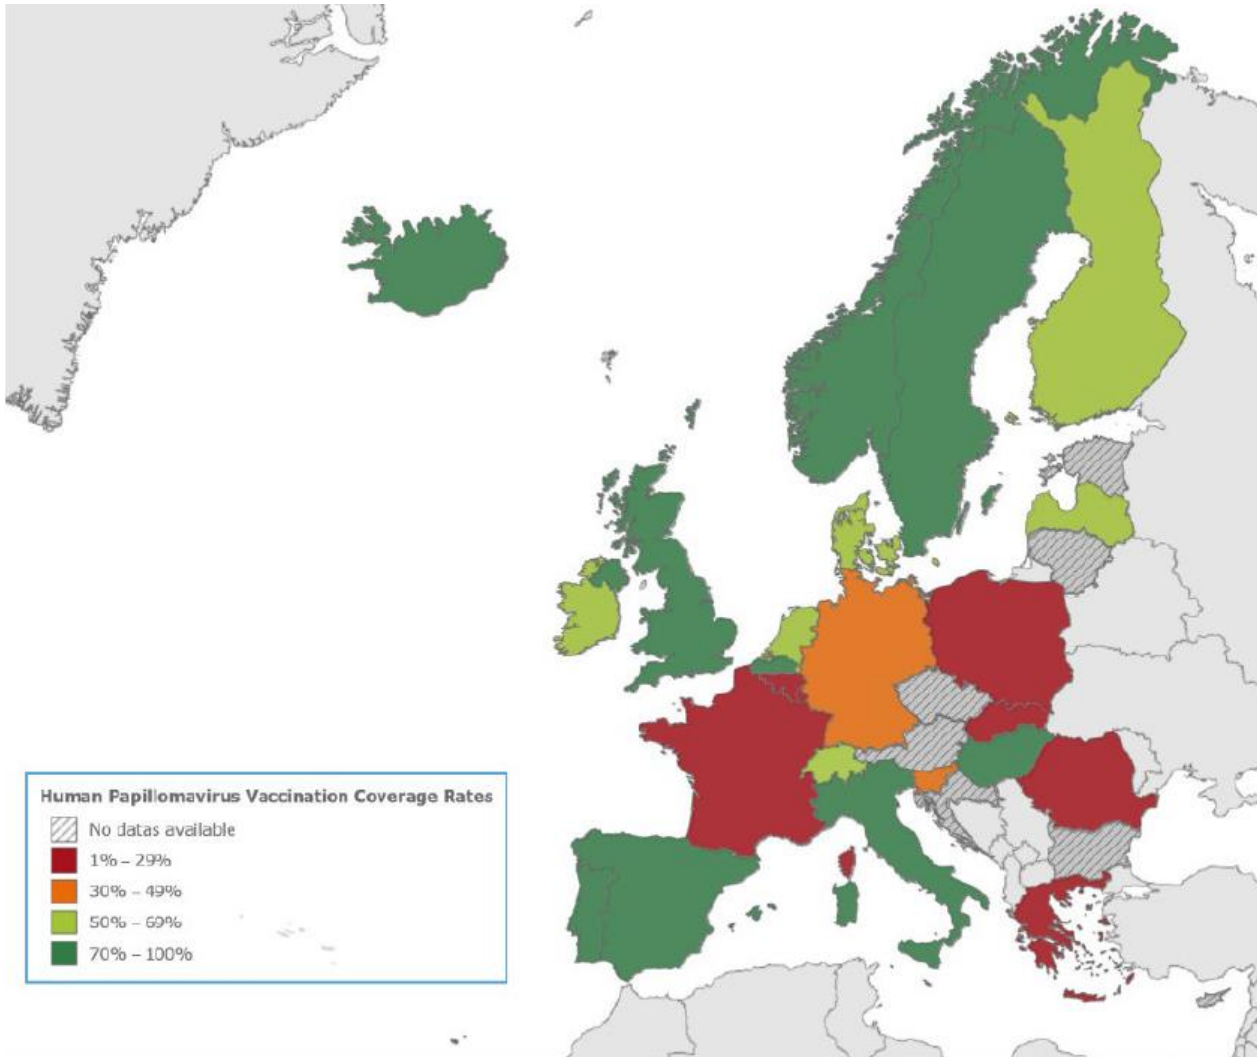 Human Papillomavirus Vaccination Coverage Rates
No datas available
1% – 29%
30% – 49%
50% – 69%
70% – 100%